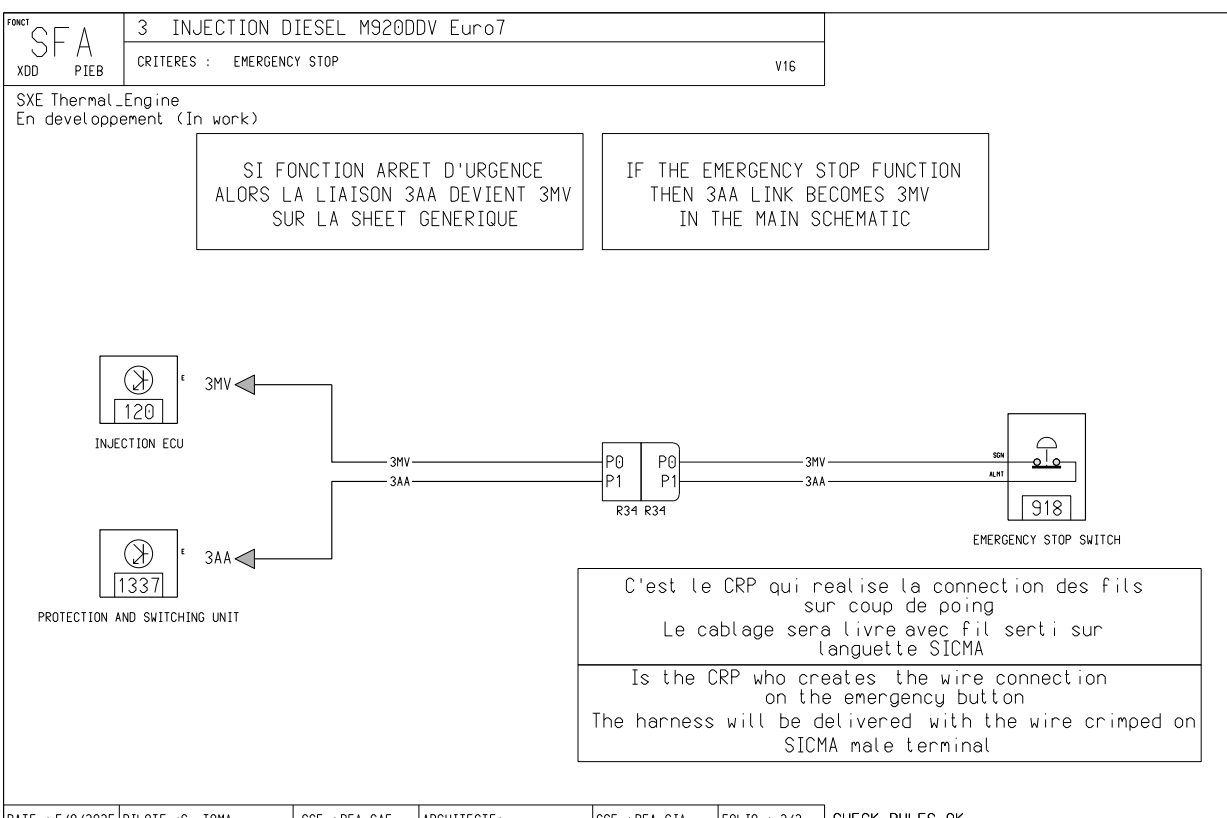 FONCT
SFA
XDD PIEB
3 INJECTION DIESEL M920DDV Euro7
CRITERES : EMERGENCY STOP
V16
SXE Thermal_Engine
En developpement (In work)
SI FONCTION ARRET D'URGENCE
ALORS LA LIAISON 3AA DEVIENT 3MV
SUR LA SHEET GENERIQUE
IF THE EMERGENCY STOP FUNCTION
THEN 3AA LINK BECOMES 3MV
IN THE MAIN SCHEMATIC
E
3MV
120
INJECTION ECU
3MV
3AA
P0 P0
P1 P1
R34 R34
3MV
3AA
SGN
ALMT
918
EMERGENCY STOP SWITCH
E
3AA
1337
PROTECTION AND SWITCHING UNIT
C'est le CRP qui realise la connection des fils
sur coup de poing
Le cablage sera livre avec fil serti sur
languette SICMA
Is the CRP who creates the wire connection
on the emergency button
The harness will be delivered with the wire crimped on
SICMA male terminal
CHECK RULES OK